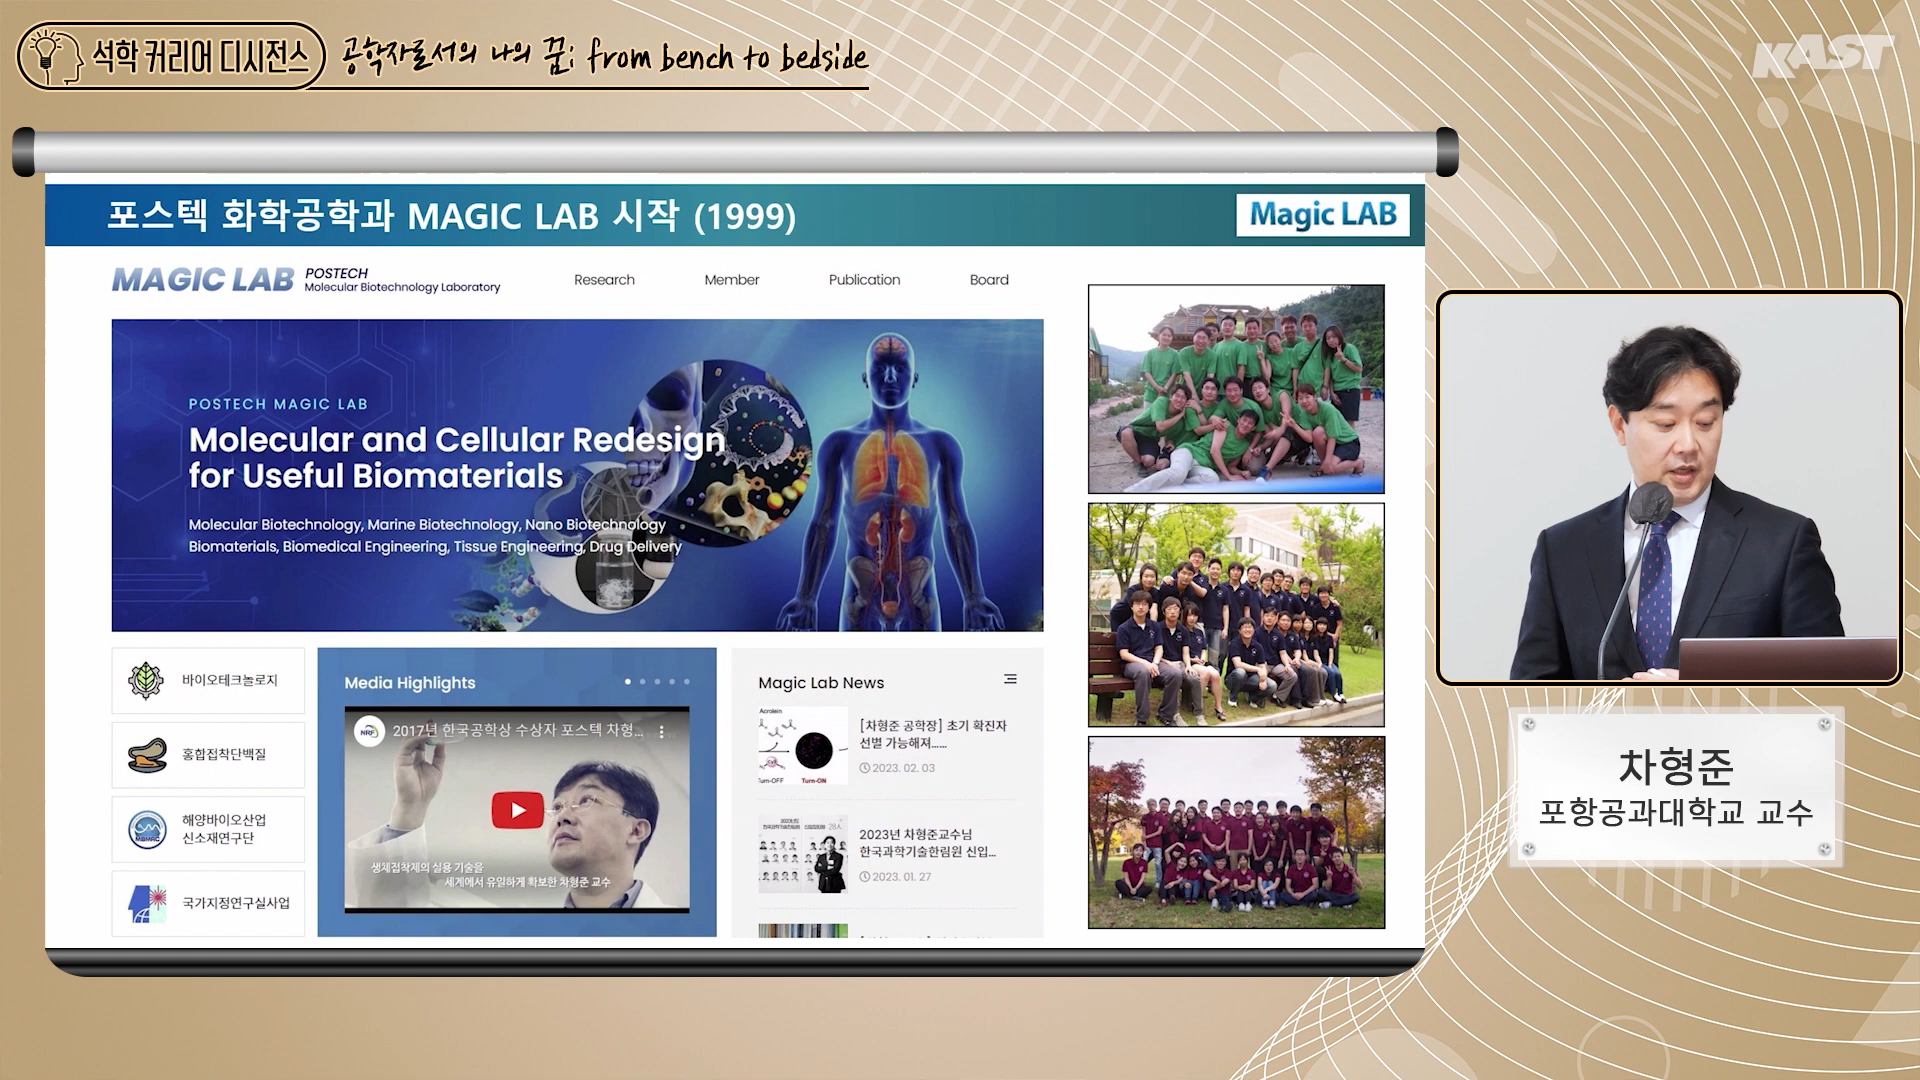 석학 커리어 디시전스
공학자로서의 나의 꿈; from bench to bedside
KAST
포스텍 화학공학과 MAGIC LAB 시작 (1999)
Magic LAB
MAGIC LAB
POSTECH
Molecular Biotechnology Laboratory
Research
Member
Publication
Board
POSTECH MAGIC LAB
Molecular and Cellular Redesign
for Useful Biomaterials
Molecular Biotechnology, Marine Biotechnology, Nano Biotechnology
Biomaterials, Biomedical Engineering, Tissue Engineering, Drug Delivery
바이오테크놀로지
홍합접착단백질
해양바이오산업
신소재연구단
국가지정연구실사업
Media Highlights
NRF
2017년 한국공학상 수상자 포스텍 차형...
생체접착제의 실용 기술을
세계에서 유일하게 확보한 차형준 교수
Magic Lab News
Acrolein
Turn-OFF
Turn-ON
[차형준 공학장] 초기 확진자
선별 가능해져......
2023. 02. 03
28人
2023년 차형준교수님
한국과학기술한림원 신입...
2023. 01. 27
차형준
포항공과대학교 교수